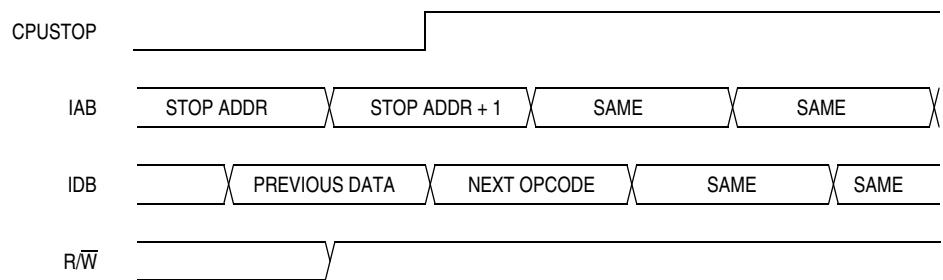 CPUSTOP
IAB STOP ADDR STOP ADDR + 1 SAME SAME
IDB PREVIOUS DATA NEXT OPCODE SAME SAME
R/W̅